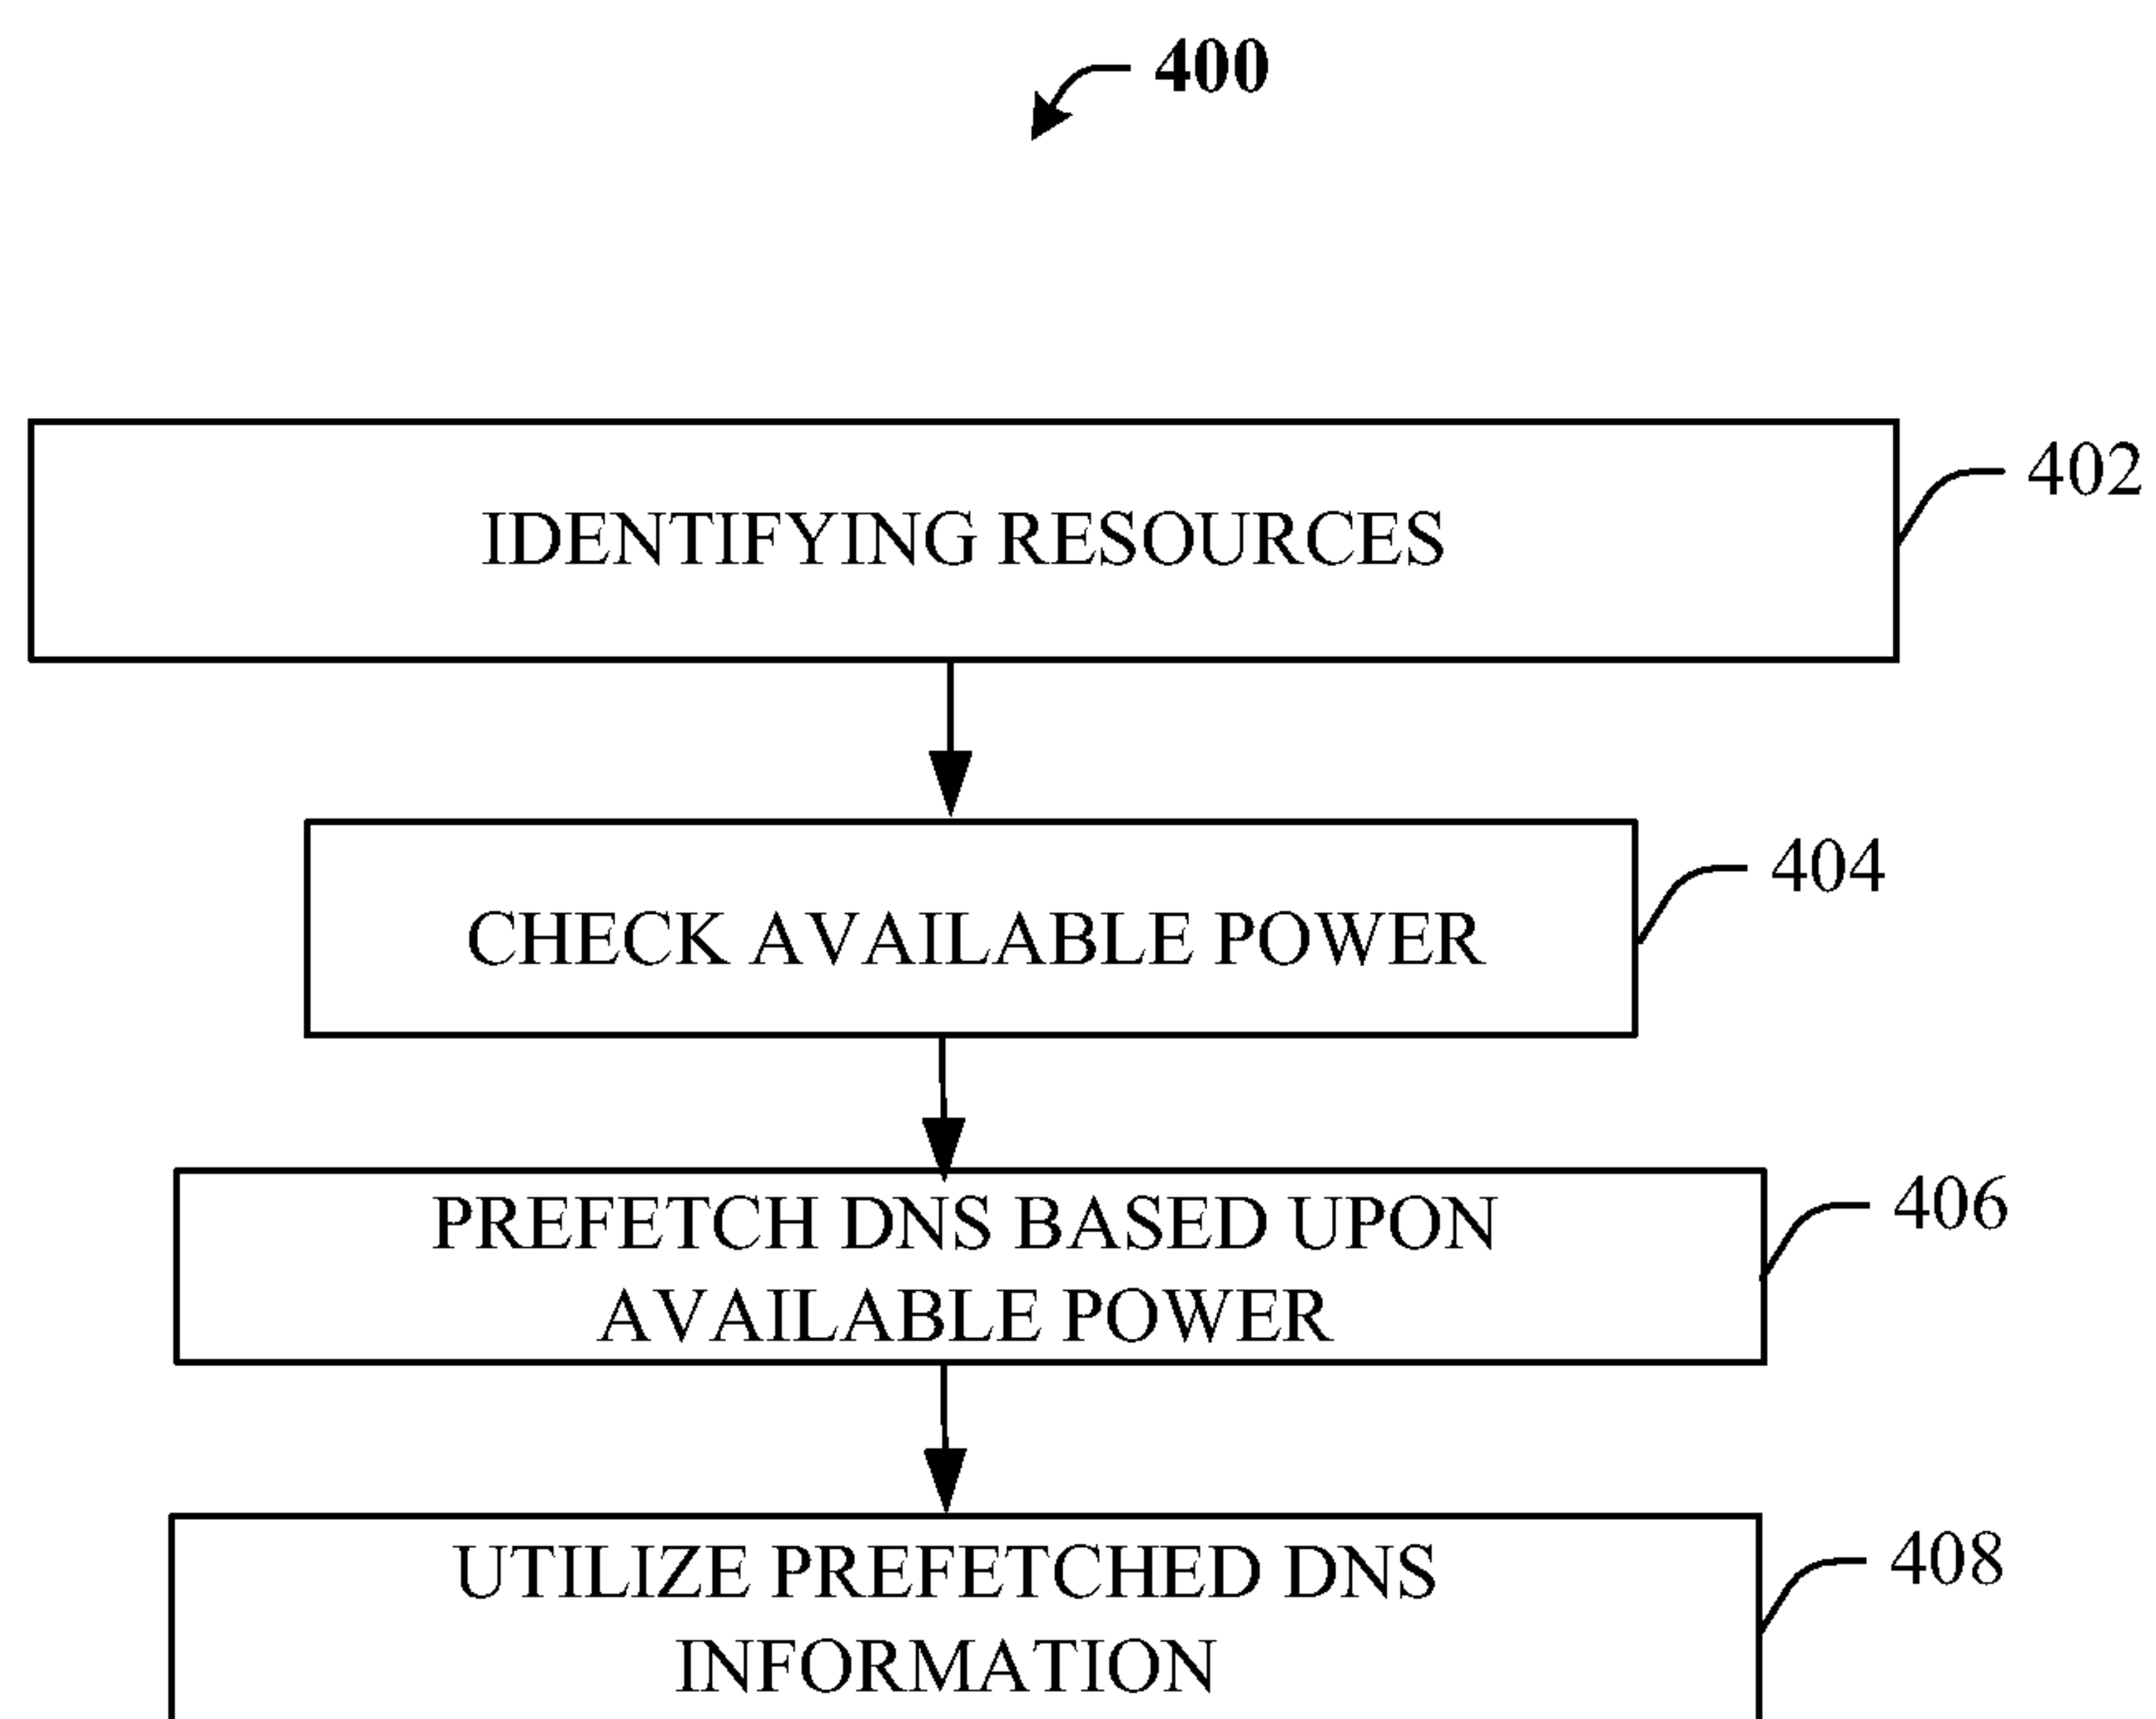 400
IDENTIFYING RESOURCES
402
CHECK AVAILABLE POWER
404
PREFETCH DNS BASED UPON
AVAILABLE POWER
406
UTILIZE PREFETCHED DNS
INFORMATION
408